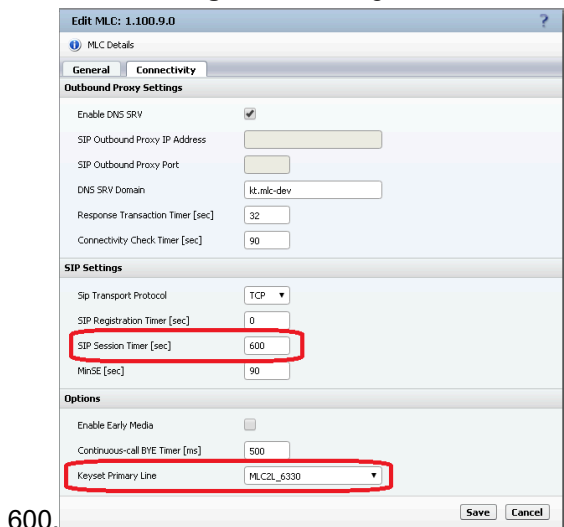 Edit MLC: 1.100.9.0 ?
MLC Details
General Connectivity
Outbound Proxy Settings
Enable DNS SRV
SIP Outbound Proxy IP Address
SIP Outbound Proxy Port
DNS SRV Domain kt.mlc-dev
Response Transaction Timer [sec] 32
Connectivity Check Timer [sec] 90
SIP Settings
Sip Transport Protocol TCP
SIP Registration Timer [sec] 0
SIP Session Timer [sec] 600
MinSE [sec] 90
Options
Enable Early Media
Continuous-call BYE Timer [ms] 500
Keyset Primary Line MLC2L_6330
Save Cancel
600.